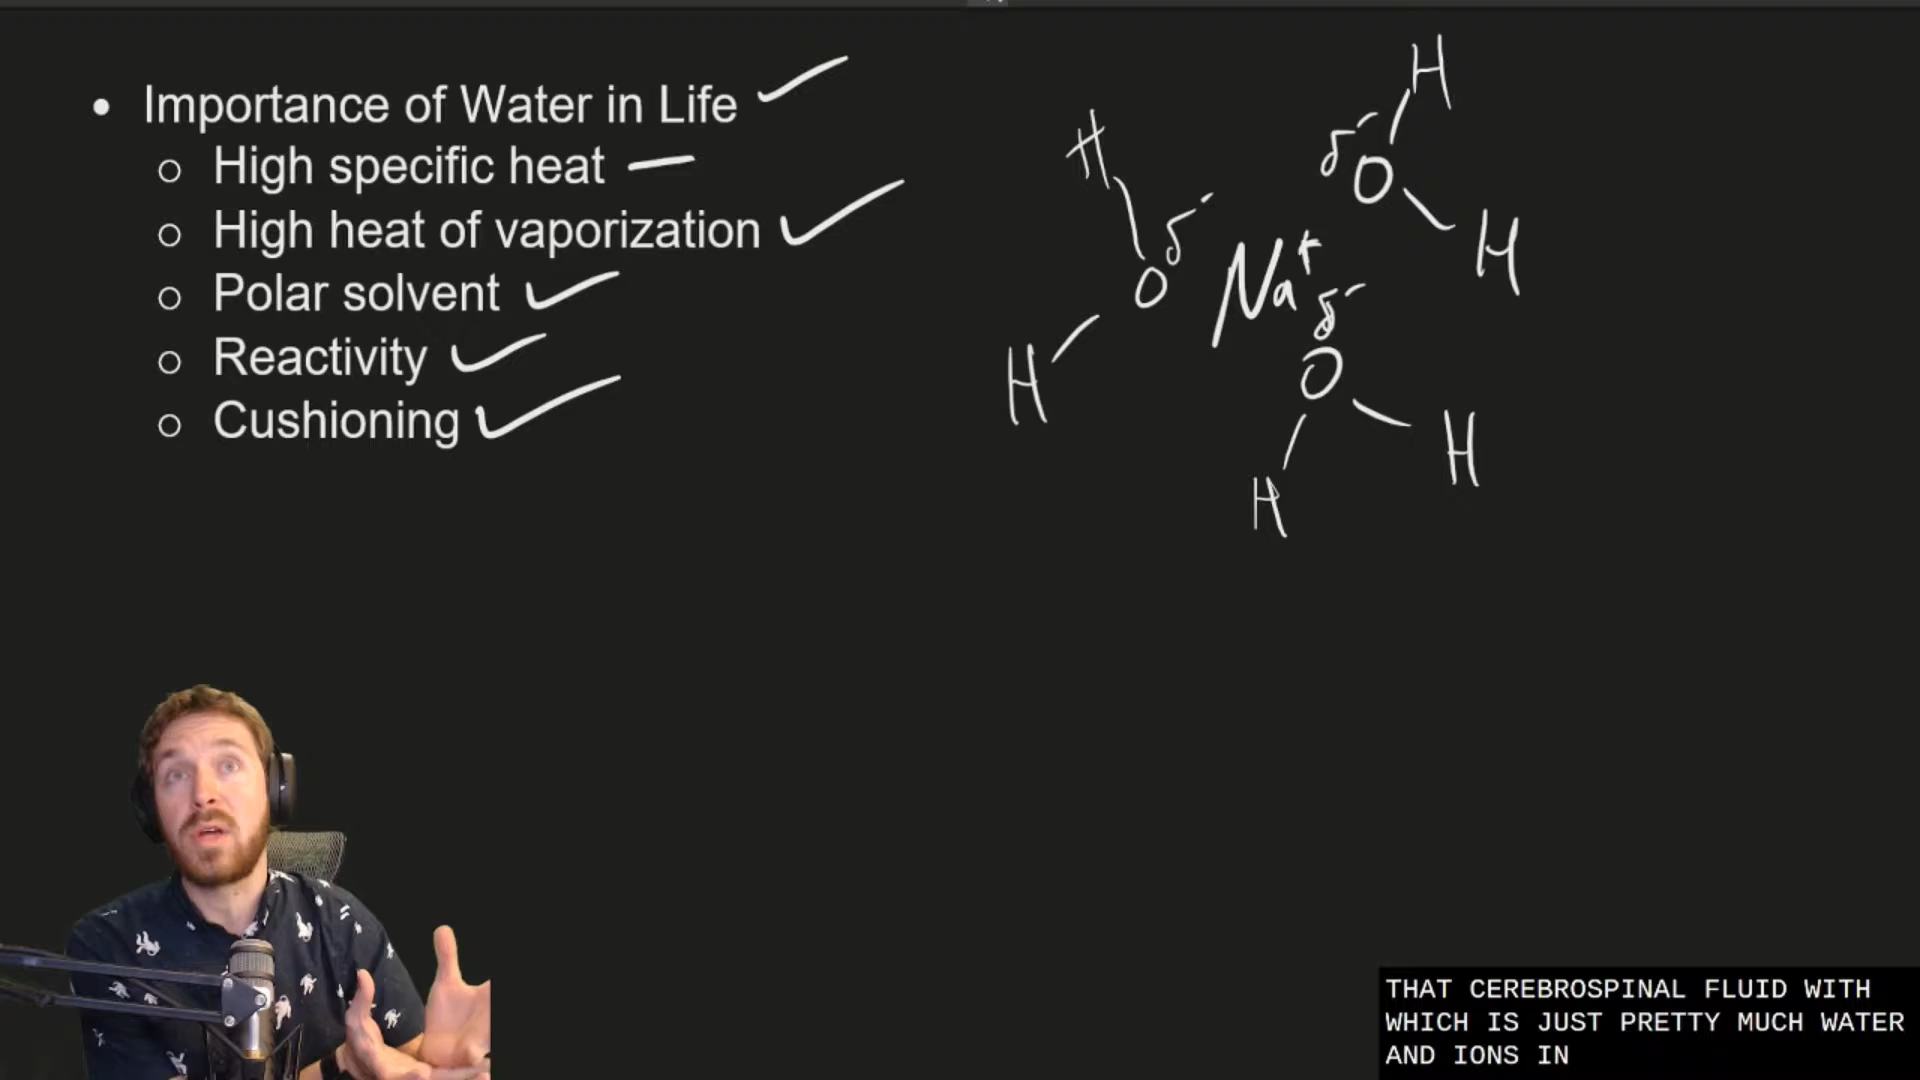 • Importance of Water in Life
○ High specific heat
○ High heat of vaporization
○ Polar solvent
○ Reactivity
○ Cushioning
H
δ- O
H
H
δ-
O
H
Na+
δ-
O
H
H
THAT CEREBROSPINAL FLUID WITH
WHICH IS JUST PRETTY MUCH WATER
AND IONS IN